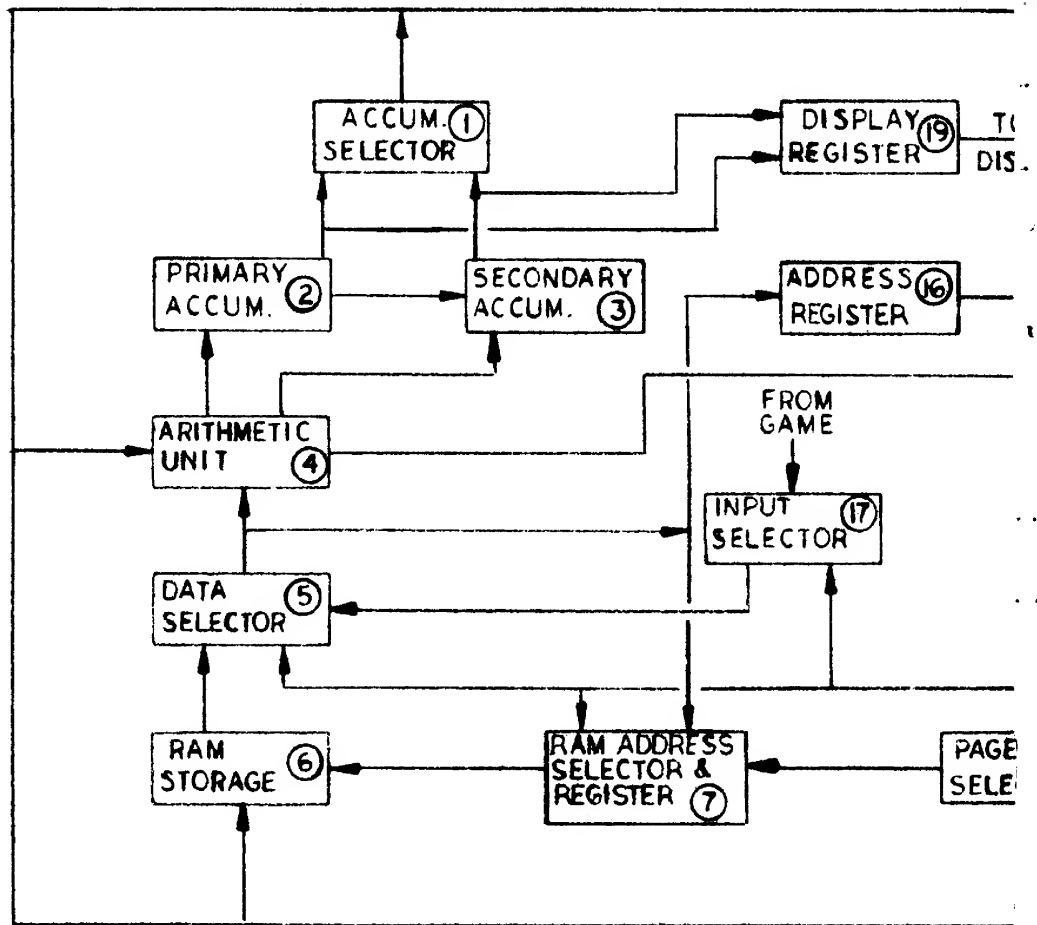 ACCUM. 1
SELECTOR
DISPLAY 19
REGISTER
PRIMARY
ACCUM. 2
SECONDARY
ACCUM. 3
ADDRESS 16
REGISTER
FROM
GAME
ARITHMETIC
UNIT 4
INPUT 17
SELECTOR
DATA 5
SELECTOR
RAM 6
STORAGE
RAM ADDRESS
SELECTOR &
REGISTER 7